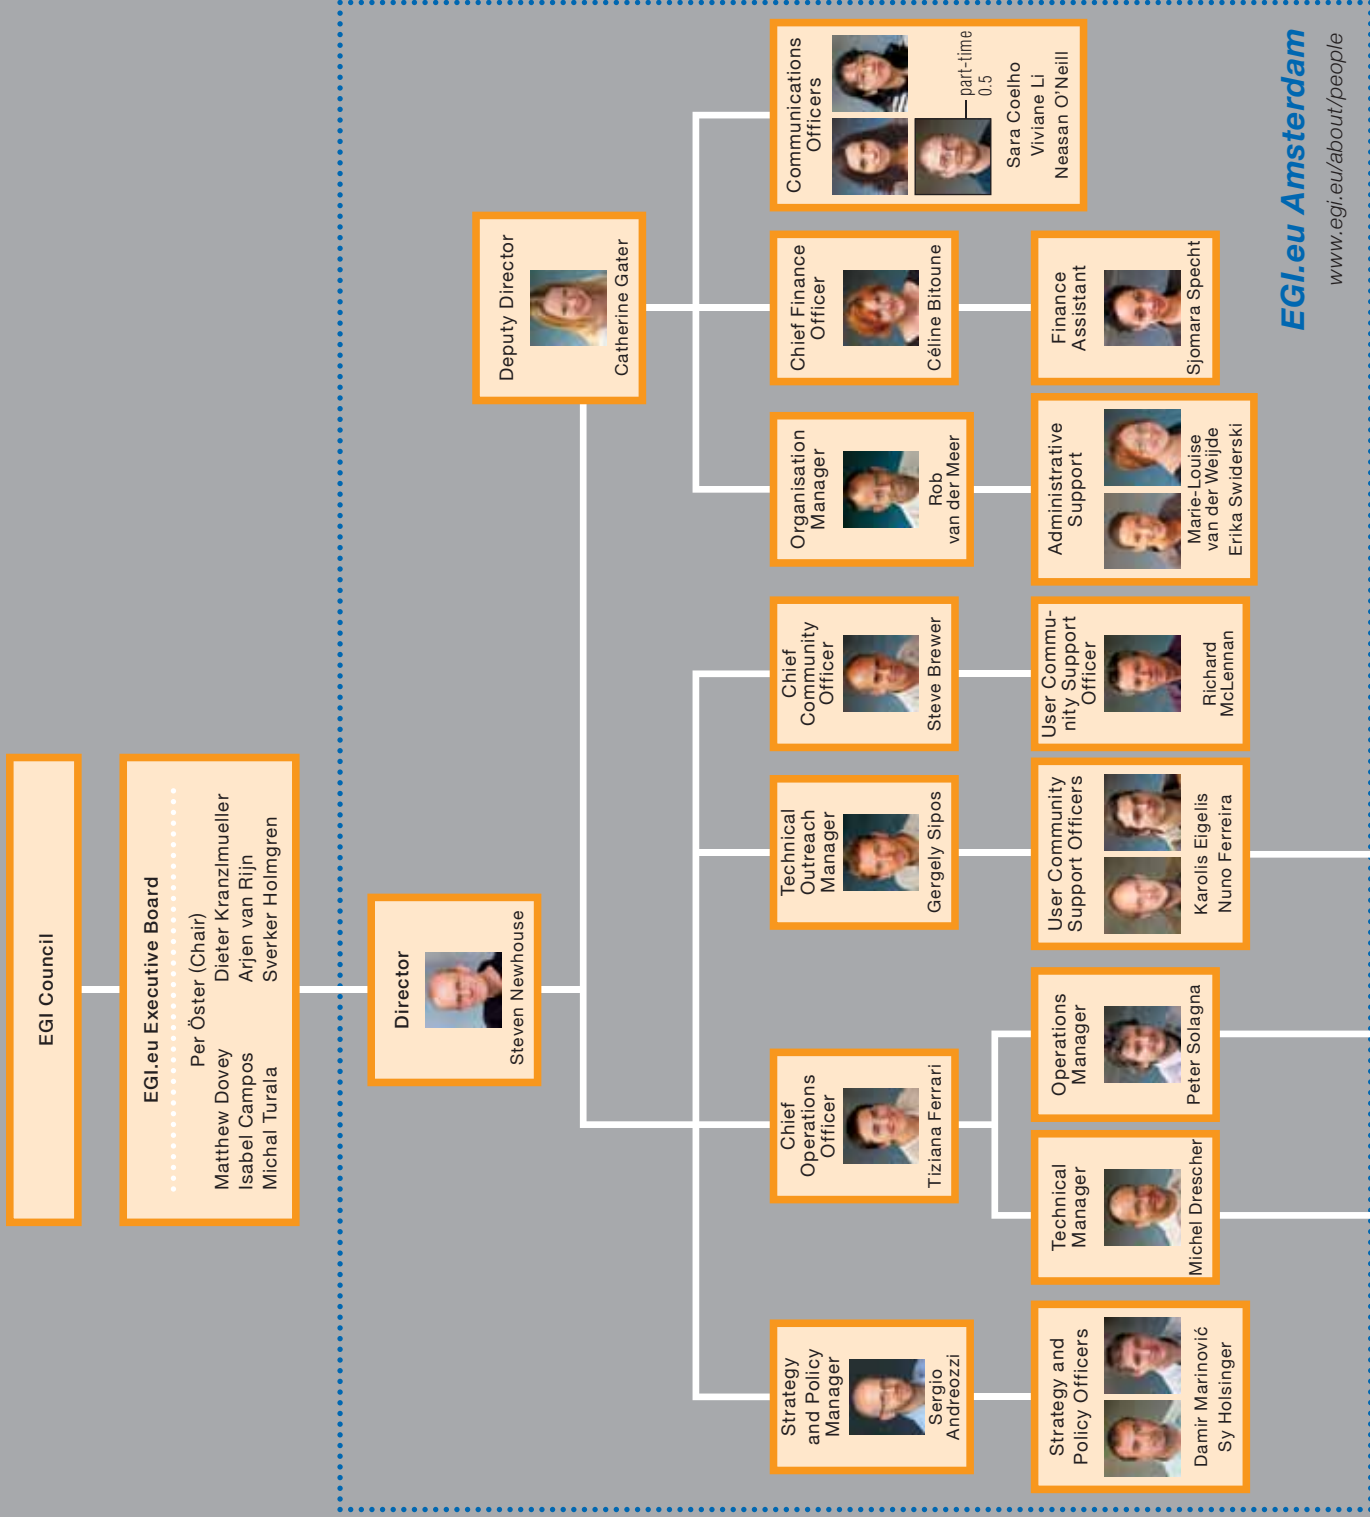 EGI Council
EGI.eu Executive Board
Per Öster (Chair)
Matthew Dovey Dieter Kranzlmueller
Isabel Campos Arjen van Rijn
Michal Turala Sverker Holmgren
Director
Steven Newhouse
Deputy Director
Catherine Gater
Strategy
and Policy
Manager
Sergio
Andreozzi
Chief
Operations
Officer
Tiziana Ferrari
Technical
Outreach
Manager
Gergely Sipos
Chief
Community
Officer
Steve Brewer
Organisation
Manager
Rob
van der Meer
Chief Finance
Officer
Céline Bitoune
Communications
Officers
part-time
0.5
Sara Coelho
Viviane Li
Neasan O'Neill
Strategy and
Policy Officers
Damir Marinović
Sy Holsinger
Technical
Manager
Michel Drescher
Operations
Manager
Peter Solagna
User Community
Support Officers
Karolis Eigelis
Nuno Ferreira
User Commu-
nity Support
Officer
Richard
McLennan
Administrative
Support
Marie-Louise
van der Weijde
Erika Swiderski
Finance
Assistant
Sjomara Specht
EGI.eu Amsterdam
www.egi.eu/about/people